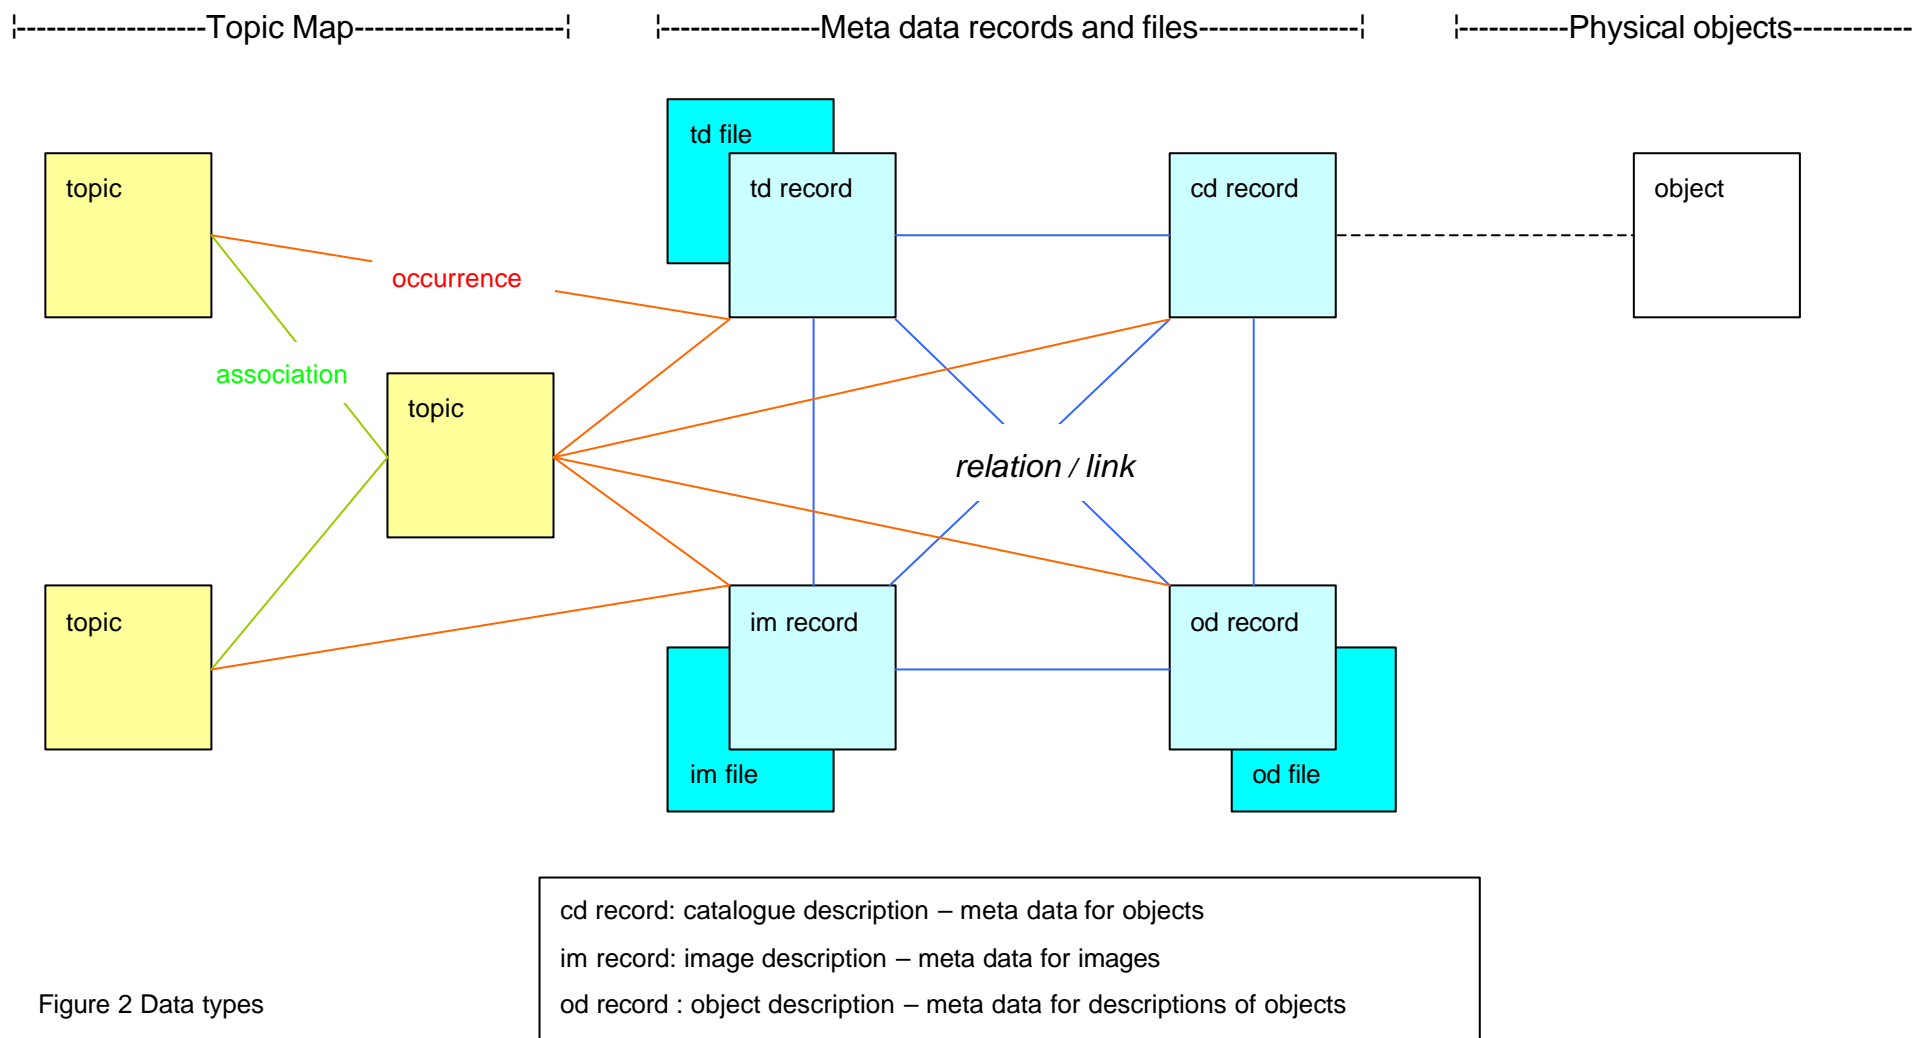 ¦-------------------Topic Map---------------------¦ ¦----------------Meta data records and files----------------¦ ¦-----------Physical objects------------
td file
topic
td record
cd record
object
occurrence
association
topic
relation / link
topic
im record
od record
im file
od file
cd record: catalogue description – meta data for objects
im record: image description – meta data for images
od record : object description – meta data for descriptions of objects
Figure 2 Data types